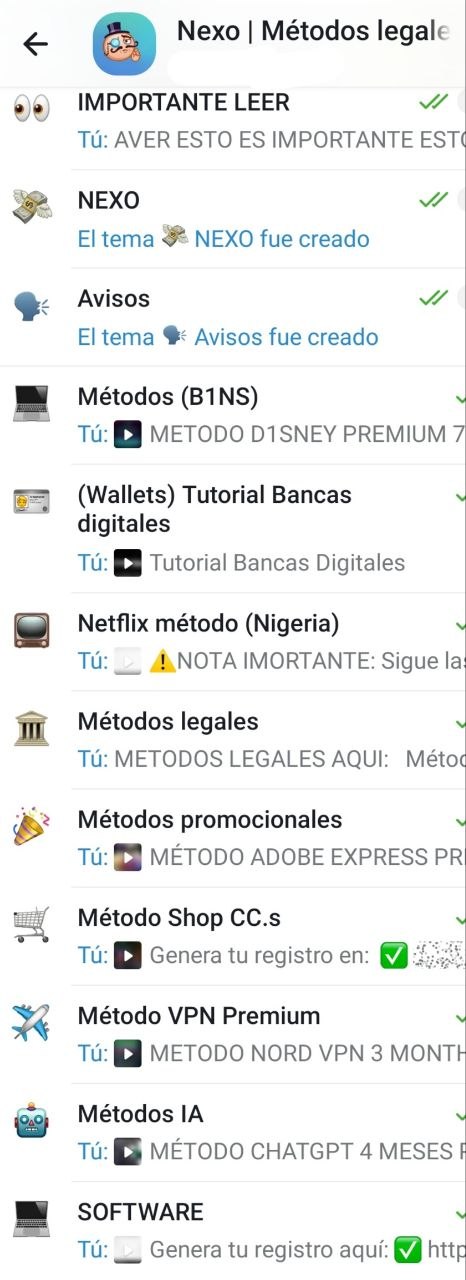 Nexo | Métodos legale
IMPORTANTE LEER
Tú: AVER ESTO ES IMPORTANTE ESTO
NEXO
El tema 💸 NEXO fue creado
Avisos
El tema 🗣 Avisos fue creado
Métodos (B1NS)
Tú: METODO D1SNEY PREMIUM 7
(Wallets) Tutorial Bancas
digitales
Tú: Tutorial Bancas Digitales
Netflix método (Nigeria)
Tú: ⚠️NOTA IMORTANTE: Sigue las
Métodos legales
Tú: METODOS LEGALES AQUI: Métod
Métodos promocionales
Tú: MÉTODO ADOBE EXPRESS PR
Método Shop CC.s
Tú: Genera tu registro en: ✅
Método VPN Premium
Tú: METODO NORD VPN 3 MONTH
Métodos IA
Tú: MÉTODO CHATGPT 4 MESES
SOFTWARE
Tú: Genera tu registro aquí: ✅ http